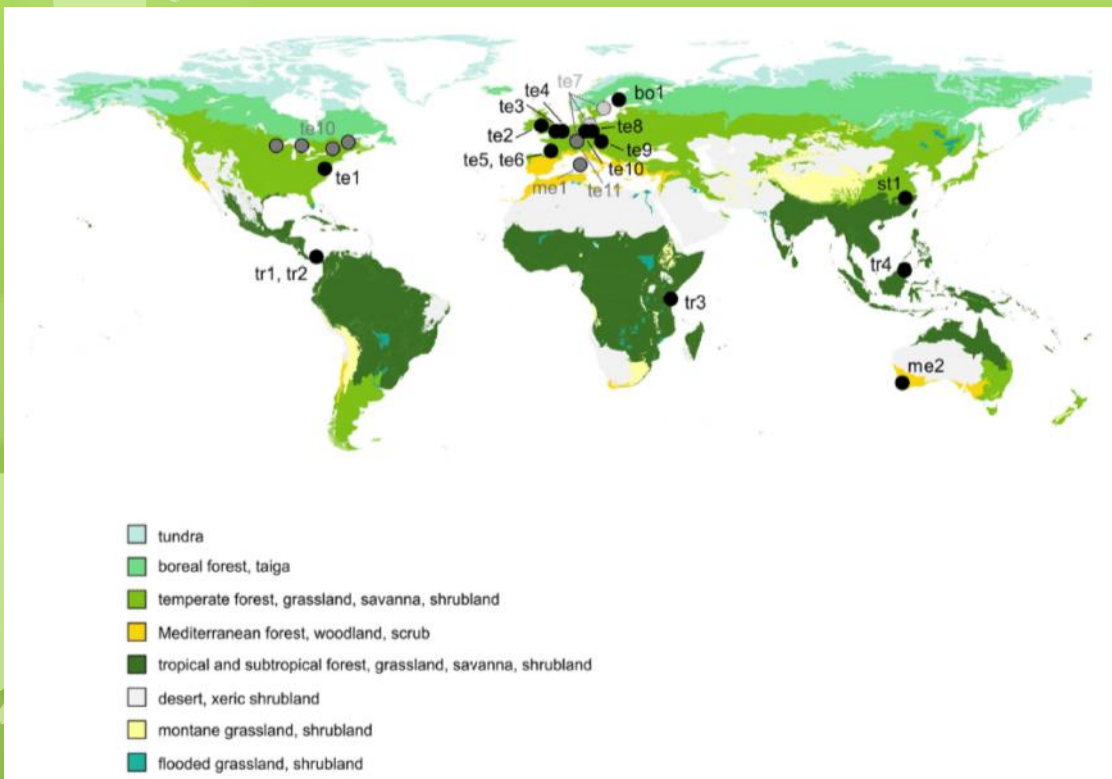 te7
te4
bo1
te3
te10
te2
te8
te9
te5, te6
te10
te1
me1
te11
st1
tr1, tr2
tr4
tr3
me2
tundra
boreal forest, taiga
temperate forest, grassland, savanna, shrubland
Mediterranean forest, woodland, scrub
tropical and subtropical forest, grassland, savanna, shrubland
desert, xeric shrubland
montane grassland, shrubland
flooded grassland, shrubland